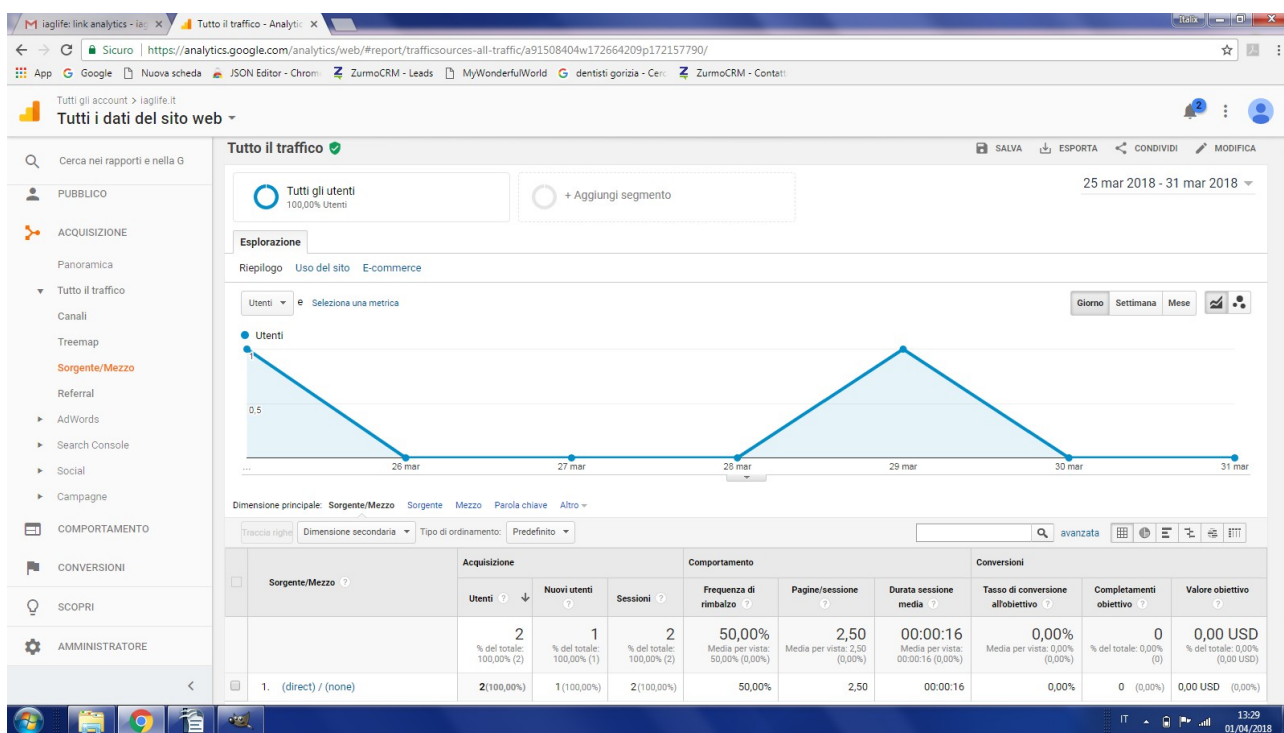 iaglife: link analytics - iag
Tutto il traffico - Analytic
Italix
Sicuro | https://analytics.google.com/analytics/web/#report/trafficsources-all-traffic/a91508404w172664209p172157790/
App Google Nuova scheda JSON Editor - Chrom ZurmoCRM - Leads MyWonderfulWorld dentisti gorizia - Cerc ZurmoCRM - Contatt
Tutti gli account > iaglife.it
Tutti i dati del sito web
2
Cerca nei rapporti e nella G
PUBBLICO
ACQUISIZIONE
Panoramica
Tutto il traffico
Canali
Treemap
Sorgente/Mezzo
Referral
AdWords
Search Console
Social
Campagne
COMPORTAMENTO
CONVERSIONI
SCOPRI
AMMINISTRATORE
Tutto il traffico
SALVA ESPORTA CONDIVIDI MODIFICA
Tutti gli utenti
100,00% Utenti
+ Aggiungi segmento
25 mar 2018 - 31 mar 2018
Esplorazione
Riepilogo Uso del sito E-commerce
Utenti e Seleziona una metrica
Giorno Settimana Mese
Utenti
1
0,5
... 26 mar 27 mar 28 mar 29 mar 30 mar 31 mar
Dimensione principale: Sorgente/Mezzo Sorgente Mezzo Parola chiave Altro
Traccia righe Dimensione secondaria Tipo di ordinamento: Predefinito avanzata
Sorgente/Mezzo ?
Acquisizione Comportamento Conversioni
Utenti ? Nuovi utenti ? Sessioni ? Frequenza di rimbalzo ? Pagine/sessione ? Durata sessione media ? Tasso di conversione all'obiettivo ? Completamenti obiettivo ? Valore obiettivo ?
2 1 2 50,00% 2,50 00:00:16 0,00% 0 0,00 USD
% del totale: % del totale: % del totale: Media per vista: Media per vista: 2,50 Media per vista: Media per vista: 0,00% % del totale: 0,00% % del totale: 0,00%
100,00% (2) 100,00% (1) 100,00% (2) 50,00% (0,00%) (0,00%) 00:00:16 (0,00%) (0,00%) (0) (0,00 USD)
1. (direct) / (none) 2(100,00%) 1(100,00%) 2(100,00%) 50,00% 2,50 00:00:16 0,00% 0 (0,00%) 0,00 USD (0,00%)
IT 13:29
01/04/2018